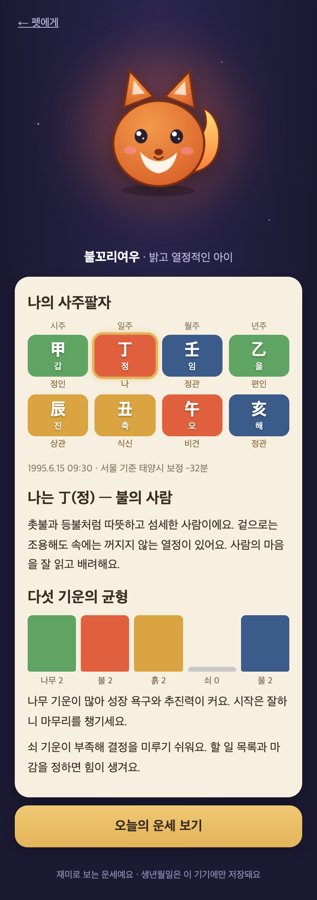 ← 펫에게
불꼬리여우 · 밝고 열정적인 아이
나의 사주팔자
시주 일주 월주 년주
甲 丁 壬 乙
갑 정 임 을
정인 나 정관 편인
辰 丑 午 亥
진 축 오 해
상관 식신 비견 정관
1995.6.15 09:30 · 서울 기준 태양시 보정 -32분
나는 丁(정) — 불의 사람
촛불과 등불처럼 따뜻하고 섬세한 사람이에요. 겉으로는
조용해도 속에는 꺼지지 않는 열정이 있어요. 사람의 마음
을 잘 읽고 배려해요.
다섯 기운의 균형
나무 2 불 2 흙 2 쇠 0 물 2
나무 기운이 많아 성장 욕구와 추진력이 커요. 시작은 잘하
니 마무리를 챙기세요.
쇠 기운이 부족해 결정을 미루기 쉬워요. 할 일 목록과 마
감을 정하면 힘이 생겨요.
오늘의 운세 보기
재미로 보는 운세예요 · 생년월일은 이 기기에만 저장돼요